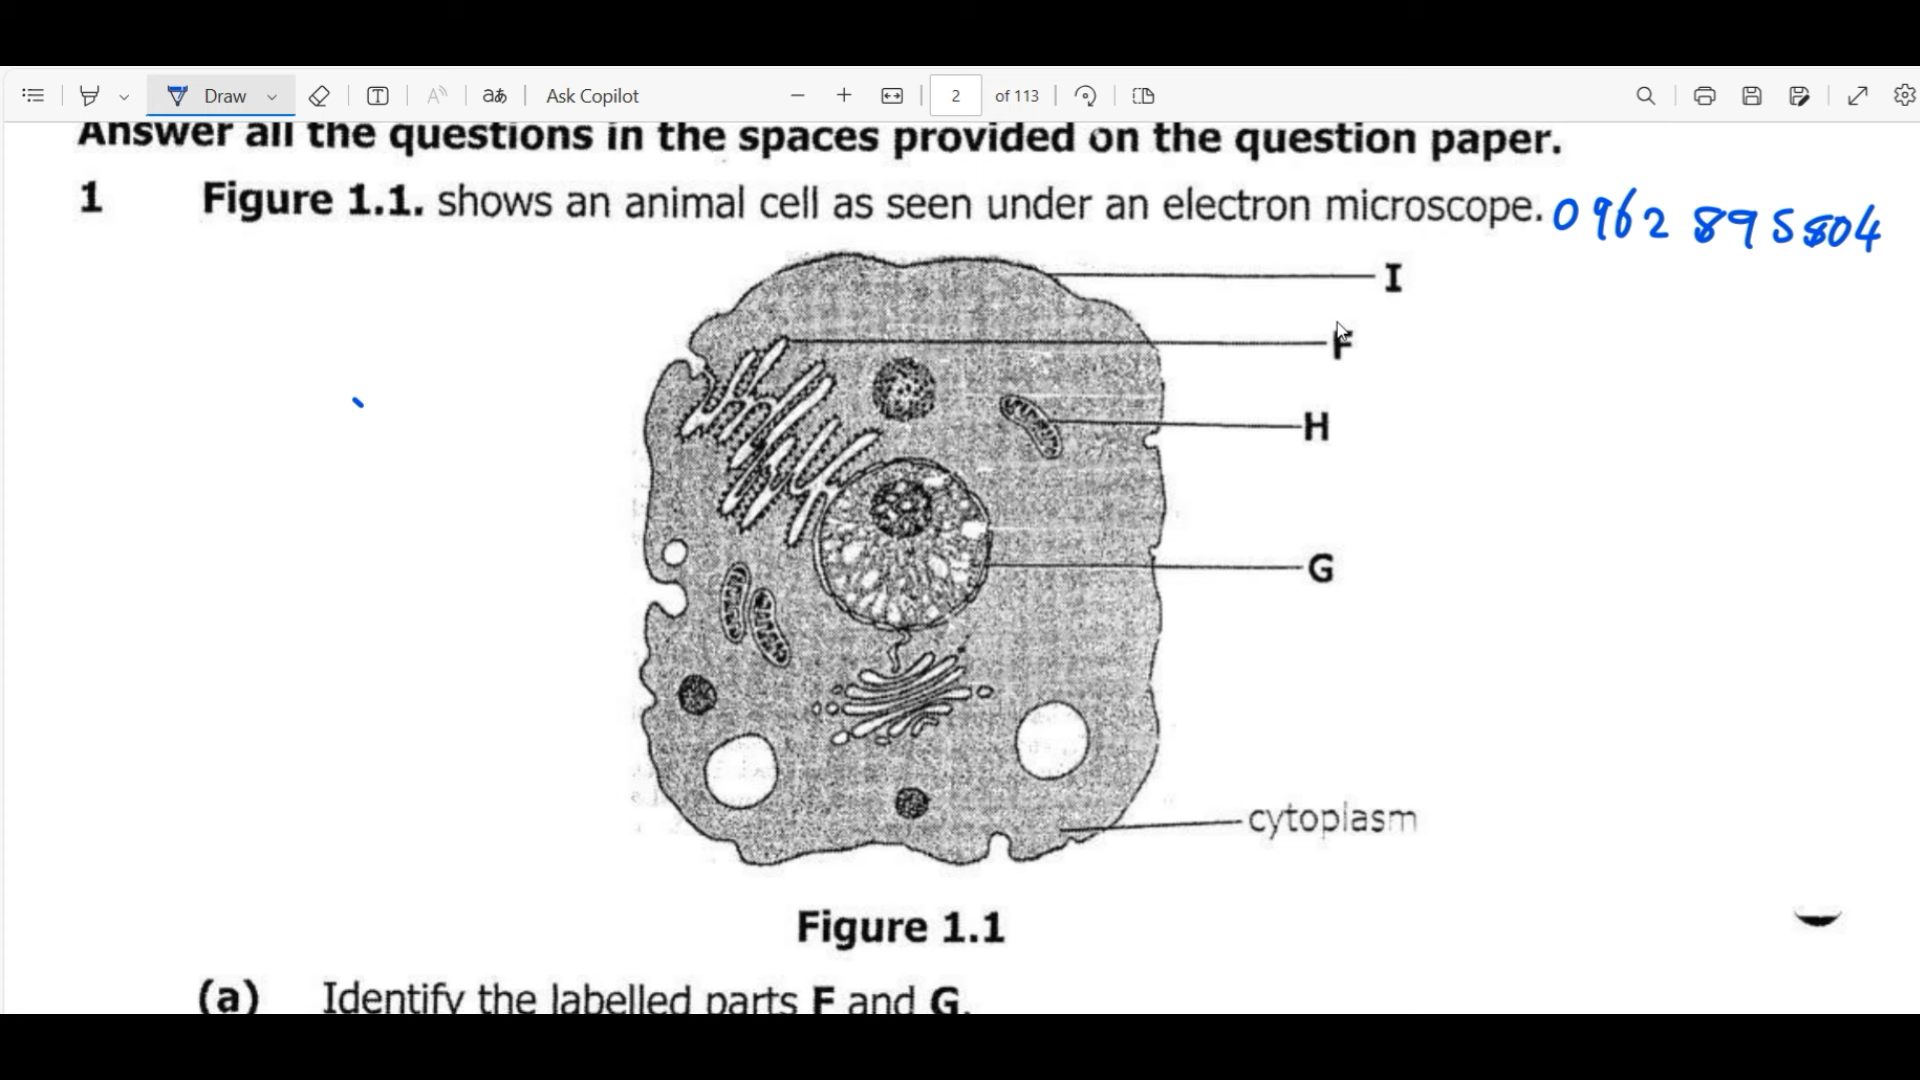 Draw aあ Ask Copilot 2 of 113
Answer all the questions in the spaces provided on the question paper.
1 Figure 1.1. shows an animal cell as seen under an electron microscope. 0962 895804
I
F
H
G
cytoplasm
Figure 1.1
(a) Identify the labelled parts F and G.